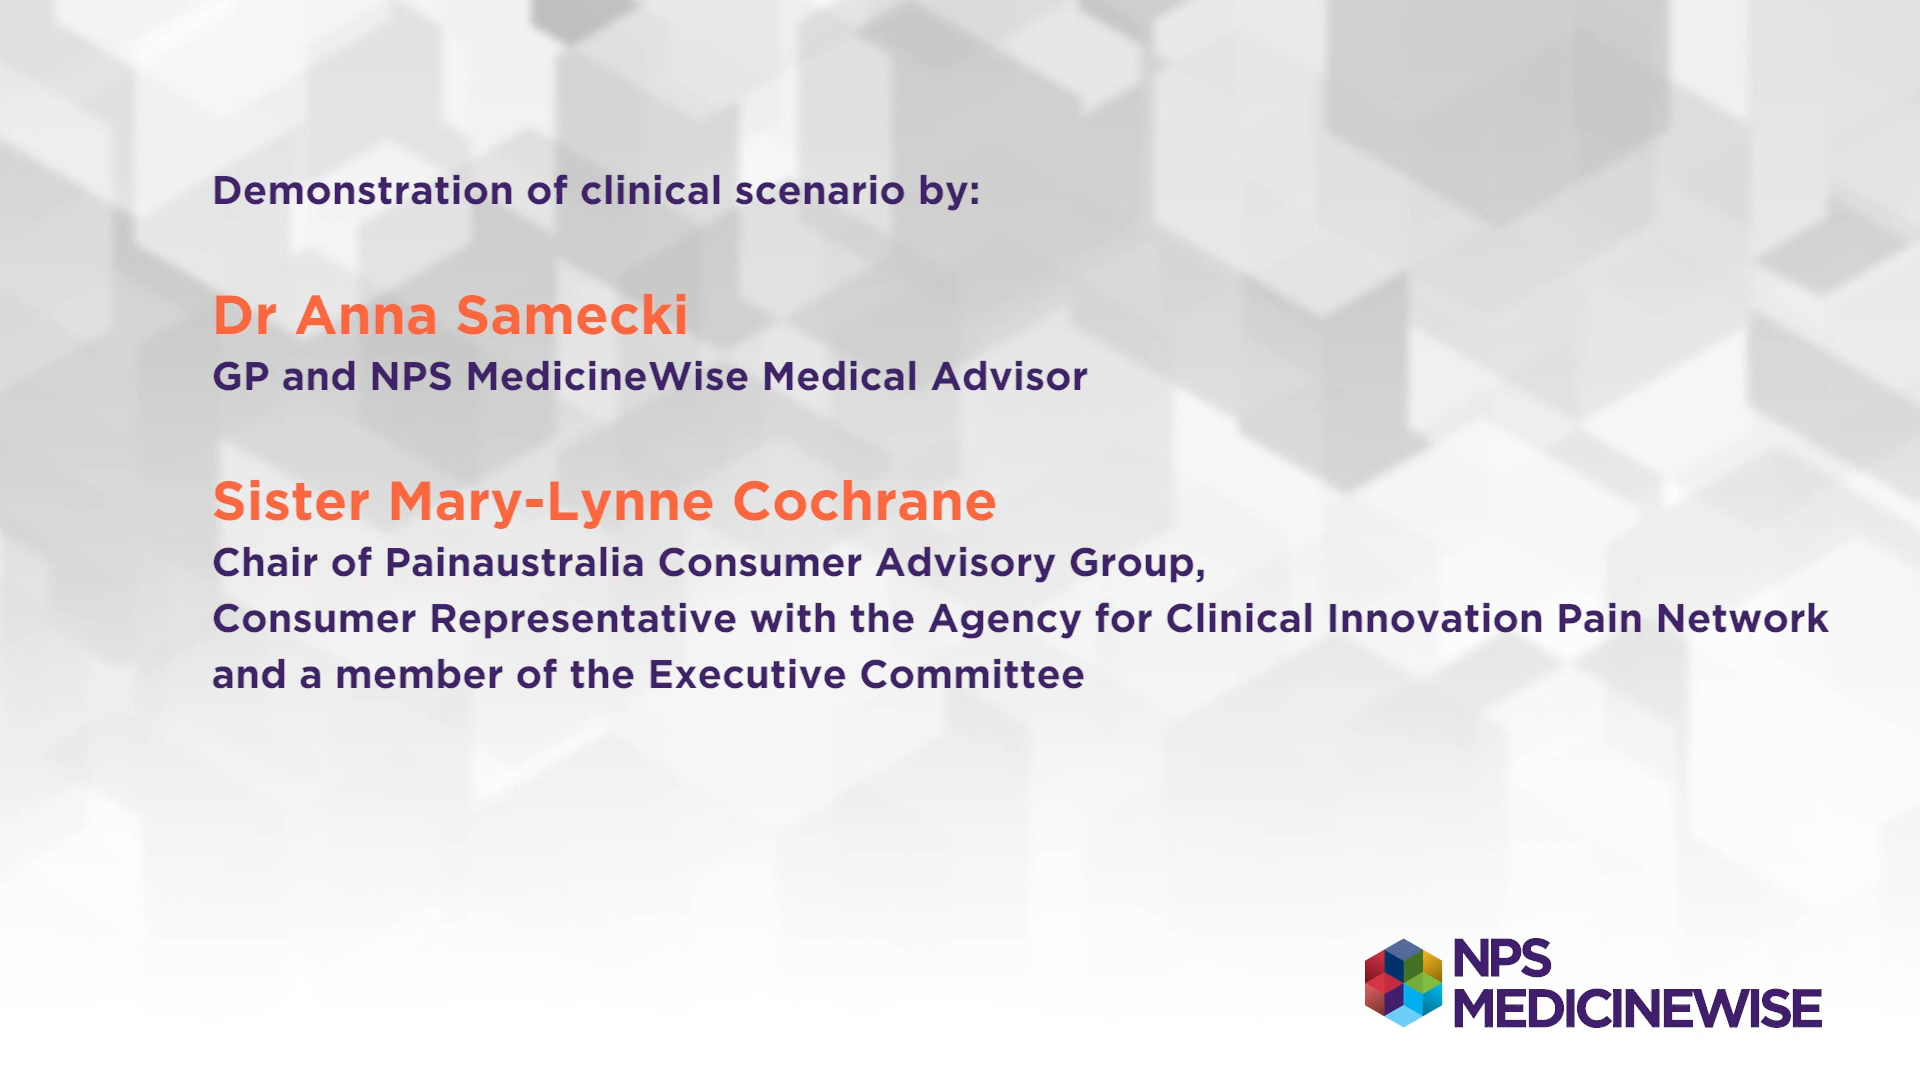 Demonstration of clinical scenario by:
Dr Anna Samecki
GP and NPS MedicineWise Medical Advisor
Sister Mary-Lynne Cochrane
Chair of Painaustralia Consumer Advisory Group,
Consumer Representative with the Agency for Clinical Innovation Pain Network
and a member of the Executive Committee
NPS
MEDICINEWISE